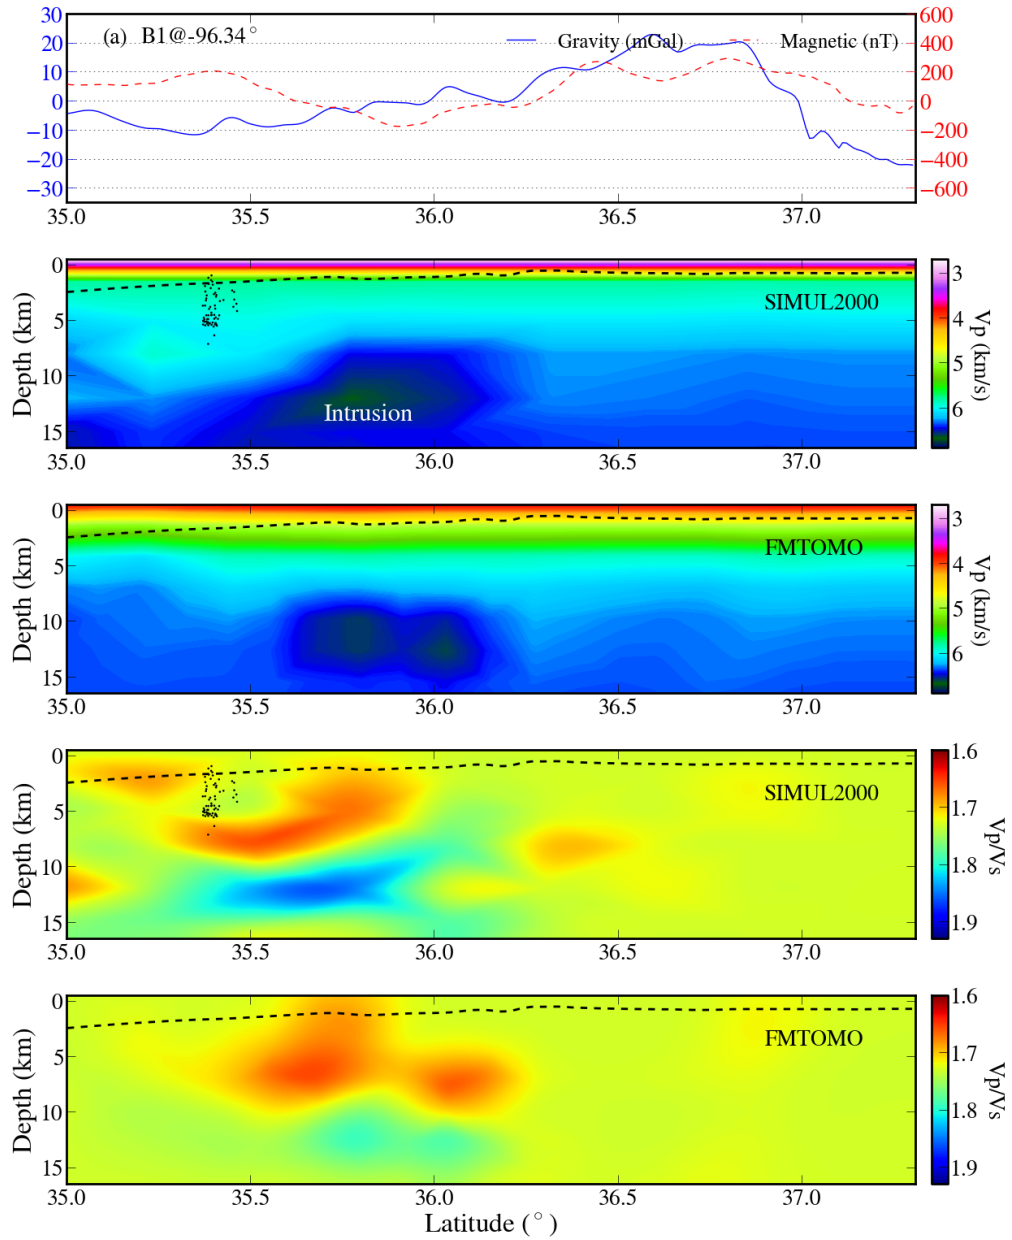 (a) B1@-96.34°
Gravity (mGal)
Magnetic (nT)
30
20
10
0
−10
−20
−30
600
400
200
0
−200
−400
−600
35.0 35.5 36.0 36.5 37.0
Depth (km)
0
5
10
15
SIMUL2000
Intrusion
3
4
5
6
Vp (km/s)
35.0 35.5 36.0 36.5 37.0
Depth (km)
0
5
10
15
FMTOMO
3
4
5
6
Vp (km/s)
35.0 35.5 36.0 36.5 37.0
Depth (km)
0
5
10
15
SIMUL2000
1.6
1.7
1.8
1.9
Vp/Vs
35.0 35.5 36.0 36.5 37.0
Depth (km)
0
5
10
15
FMTOMO
1.6
1.7
1.8
1.9
Vp/Vs
35.0 35.5 36.0 36.5 37.0
Latitude (°)